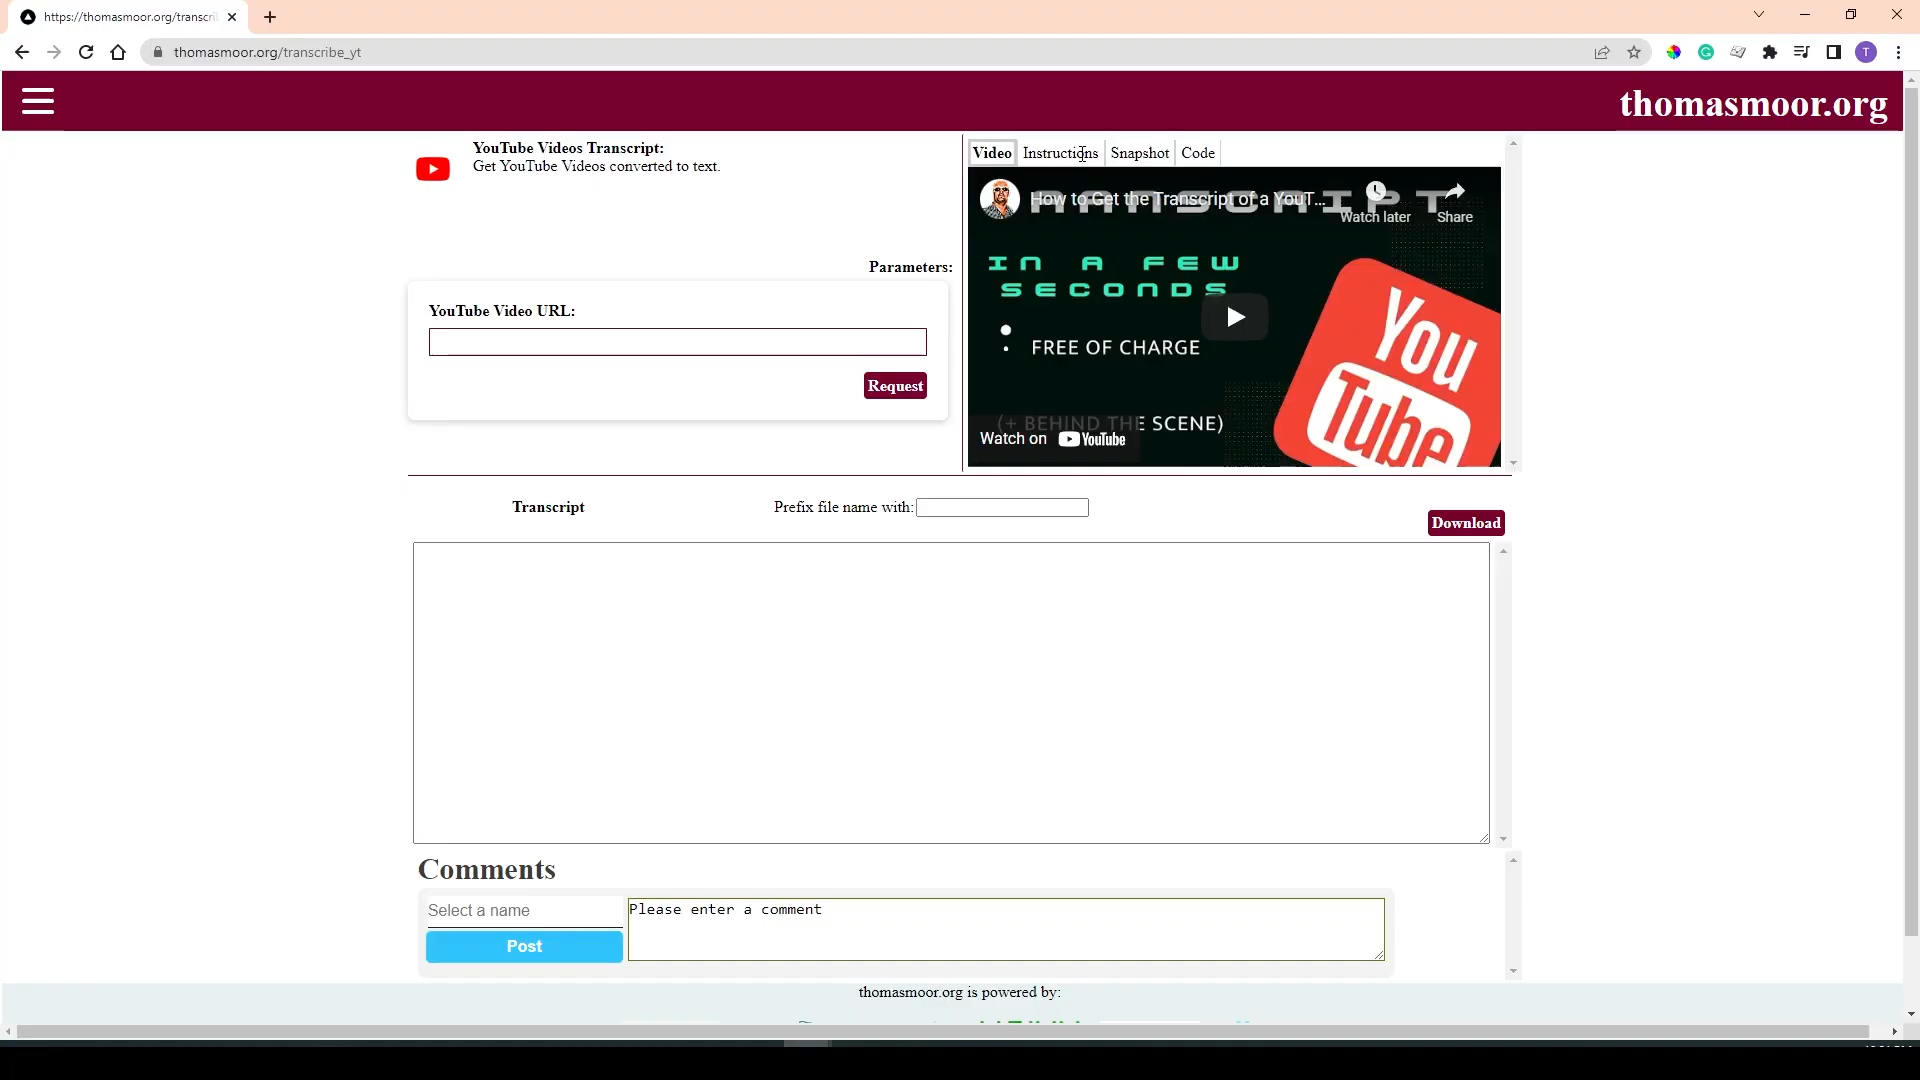 https://thomasmoor.org/transcri
thomasmoor.org/transcribe_yt
T
thomasmoor.org
YouTube Videos Transcript:
Get YouTube Videos converted to text.
Parameters:
YouTube Video URL:
Request
Video Instructions Snapshot Code
How to Get the Transcript of a YouT...
Watch later
Share
IN A FEW
SECONDS
FREE OF CHARGE
(+ BEHIND THE SCENE)
Watch on YouTube
You
Tube
Transcript
Prefix file name with:
Download
Comments
Select a name
Please enter a comment
Post
thomasmoor.org is powered by: